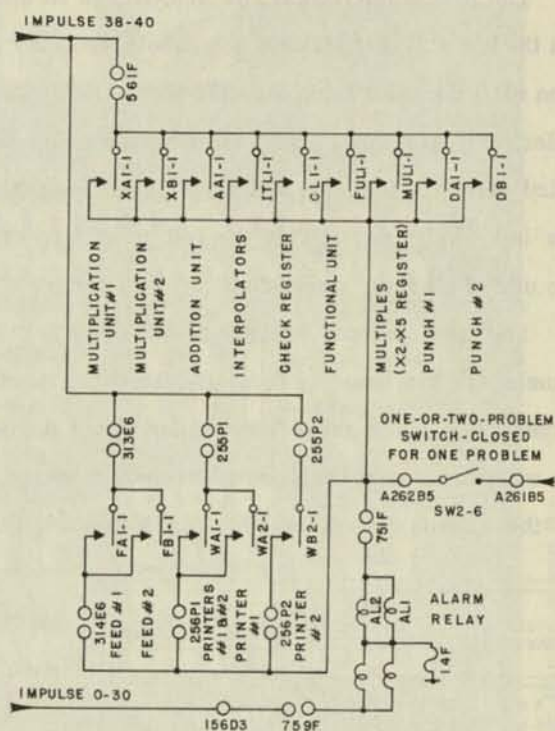 IMPULSE 38-40
561F
XA1-1
XB1-1
AA1-1
ITL1-1
CL1-1
FUL1-1
MUL1-1
DA1-1
DB1-1
MULTIPLICATION
UNIT#1
MULTIPLICATION
UNIT#2
ADDITION UNIT
INTERPOLATORS
CHECK REGISTER
FUNCTIONAL UNIT
MULTIPLES
(X2-X5 REGISTER)
PUNCH #1
PUNCH #2
313E6
255P1
255P2
ONE-OR-TWO-PROBLEM
SWITCH-CLOSED
FOR ONE PROBLEM
A262B5
SW2-6
A261B5
FA1-1
FB1-1
WA1-1
WA2-1
WB2-1
751F
314E6
FEED #1
FEED#2
256P1
PRINTERS
#1&#2
PRINTER
#1
256P2
PRINTER
#2
AL2
AL1
ALARM
RELAY
14F
IMPULSE 0-30
156D3
759F